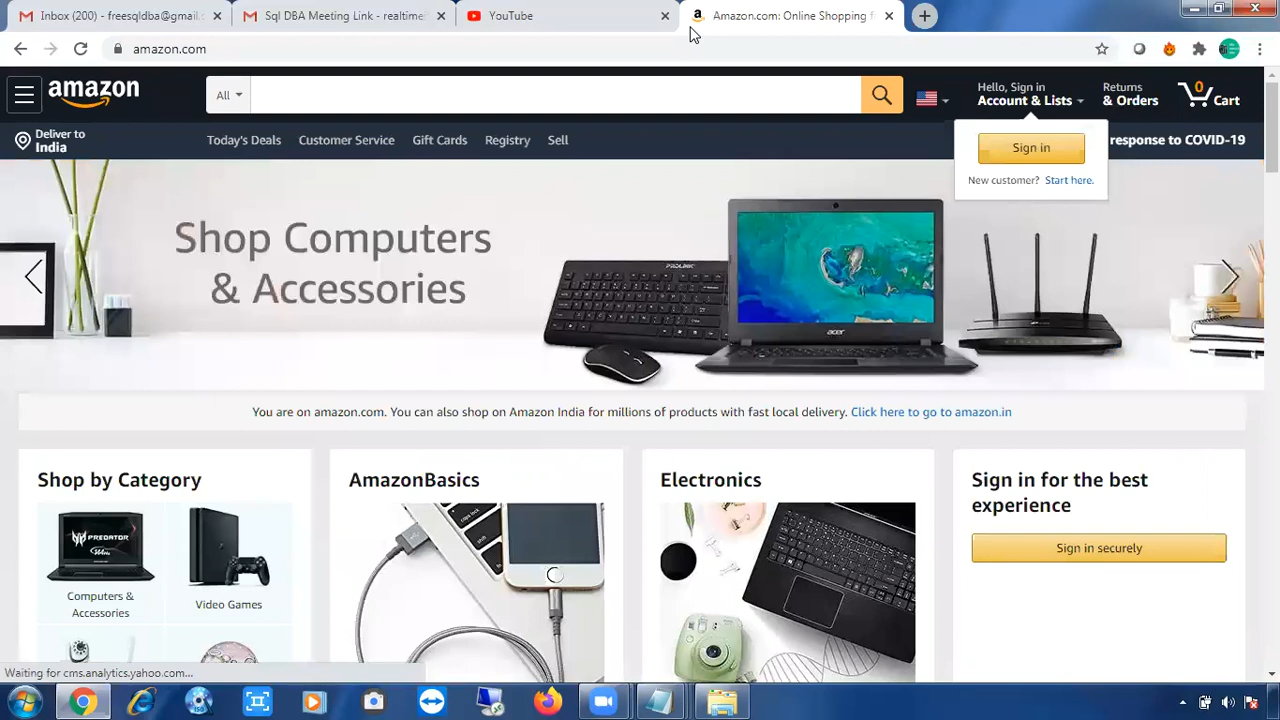 Inbox (200) - freesqldba@gmail.c
Sql DBA Meeting Link - realtime
YouTube
Amazon.com: Online Shopping f
amazon.com
amazon
All
Hello, Sign in
Account & Lists
Returns
& Orders
0
Cart
Deliver to
India
Today's Deals
Customer Service
Gift Cards
Registry
Sell
response to COVID-19
Sign in
New customer? Start here.
Shop Computers
& Accessories
PROLINK
acer
You are on amazon.com. You can also shop on Amazon India for millions of products with fast local delivery. Click here to go to amazon.in
Shop by Category
AmazonBasics
Electronics
Sign in for the best
experience
PREDATOR
Sign in securely
Computers &
Accessories
Video Games
Waiting for cms.analytics.yahoo.com...